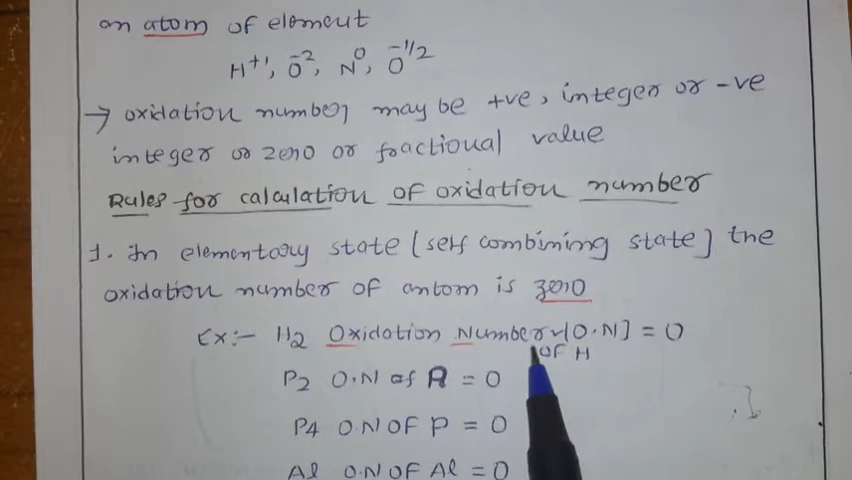 an atom of element
H+1, O-2, N0, O-1/2
→ oxidation number, may be +ve, integer or -ve
integer or zero or fractional value
Rules for calculation of oxidation number
1. In elementary state [self combining state] the
oxidation number of antom is zero
Ex:- H2 Oxidation Number [O.N] = 0
OF H
P2 O.N of P = 0
P4 O.N OF P = 0
Al O.N OF Al = 0